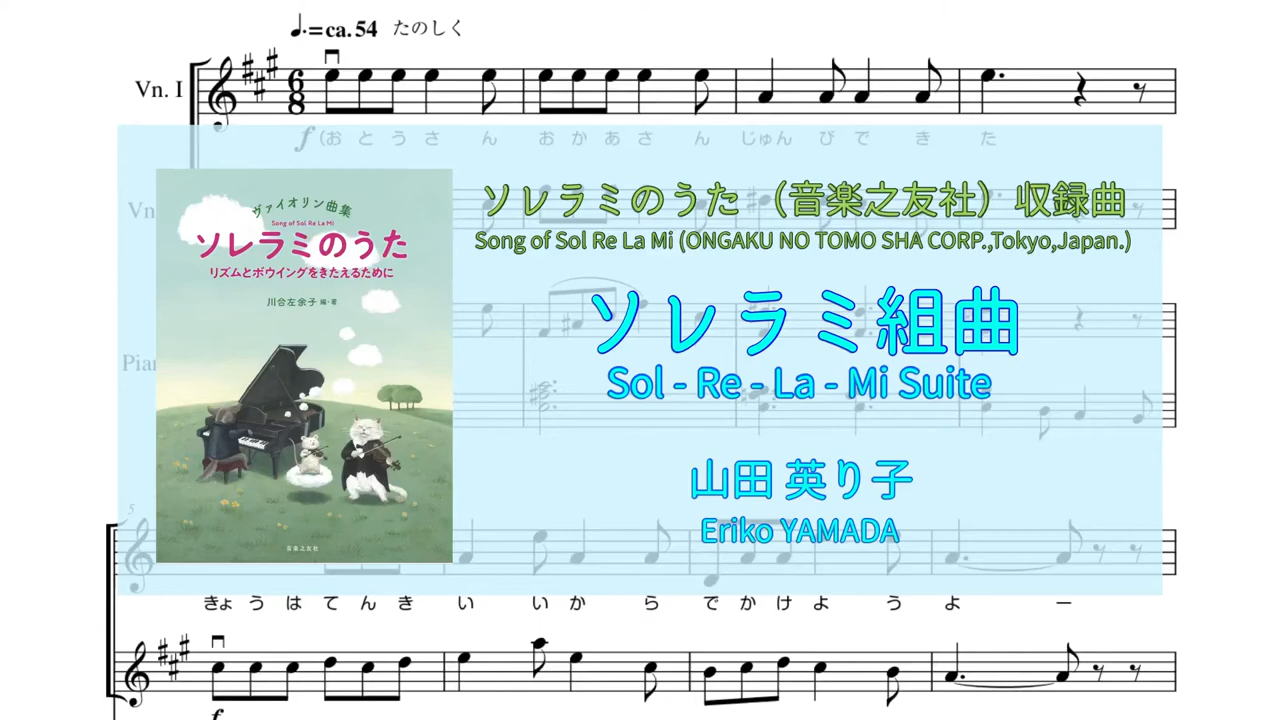 ♩.=ca. 54 たのしく
Vn. I
6
8
f (お と う さ ん お か あ さ ん じゅん び で き た
ヴァイオリン曲集
Song of Sol Re La Mi
ソレラミのうた
リズムとボウイングをきたえるために
川合左余子 編・著
音楽之友社
ソレラミのうた（音楽之友社）収録曲
Song of Sol Re La Mi (ONGAKU NO TOMO SHA CORP.,Tokyo,Japan.)
ソレラミ組曲
Sol - Re - La - Mi Suite
山田 英り子
Eriko YAMADA
5
きょ う は て ん き い い か ら で か け よ う よ ー
f